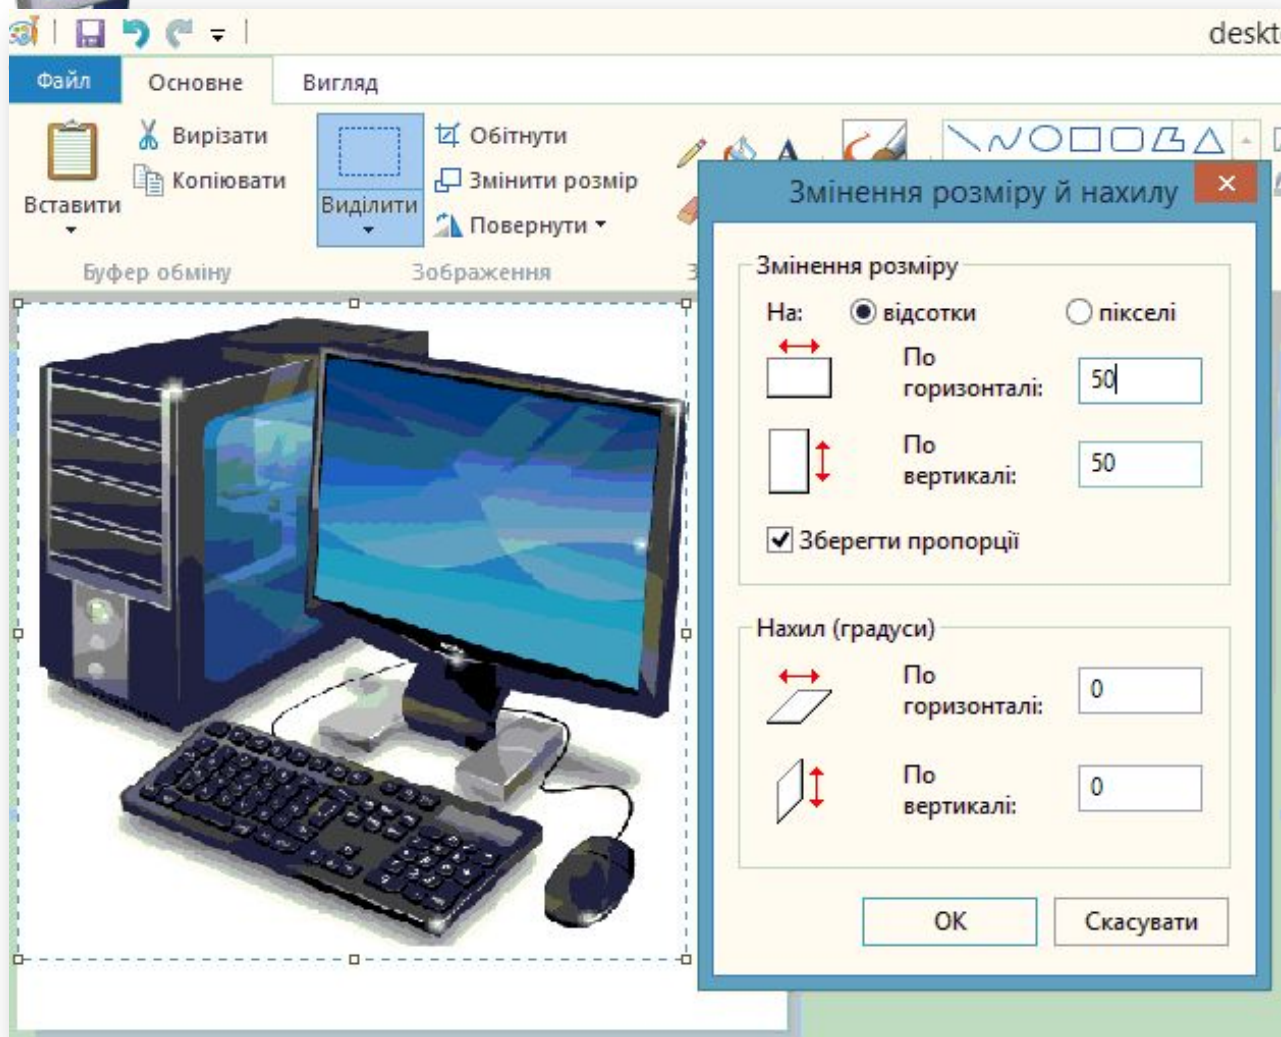 deskt
Файл Основне Вигляд
Вирізати
Копіювати
Вставити
Виділити
Обітнути
Змінити розмір
Повернути
Буфер обміну
Зображення
A
Змінення розміру й нахилу
Змінення розміру
На: відсотки пікселі
По
горизонталі:
50
По
вертикалі:
50
Зберегти пропорції
Нахил (градуси)
По
горизонталі:
0
По
вертикалі:
0
OK Скасувати